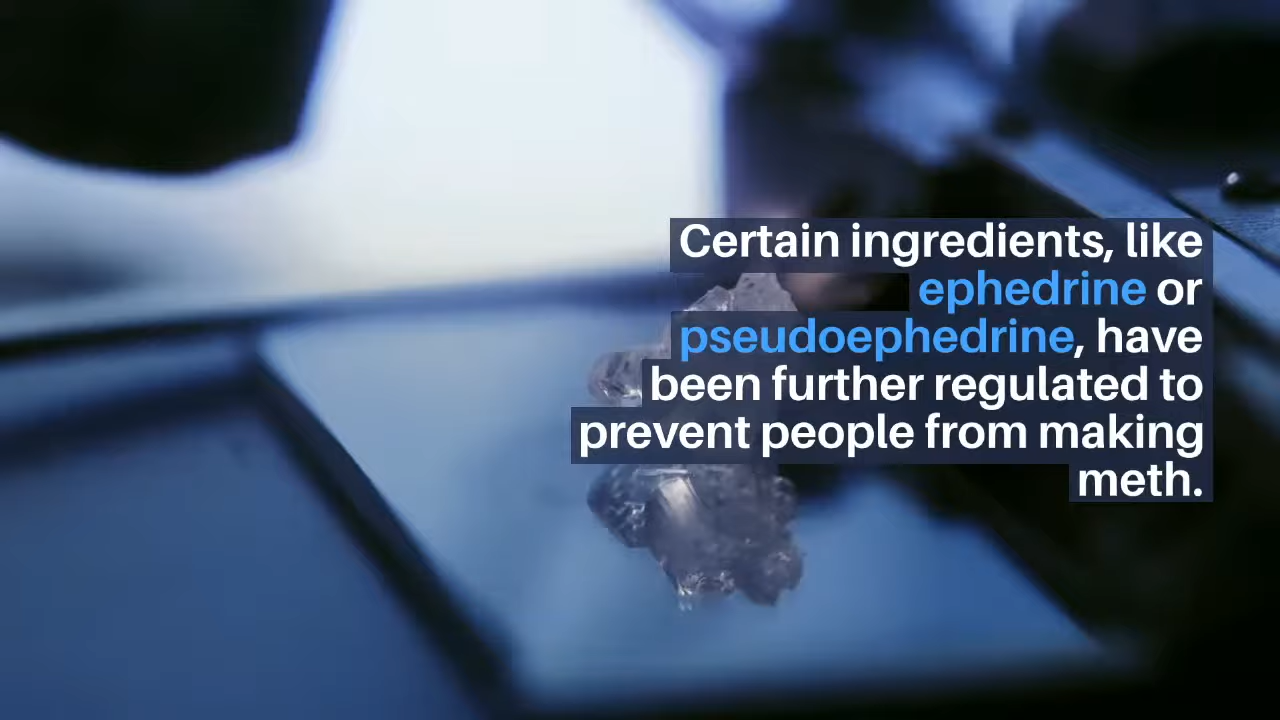 Certain ingredients, like
ephedrine or
pseudoephedrine, have
been further regulated to
prevent people from making
meth.